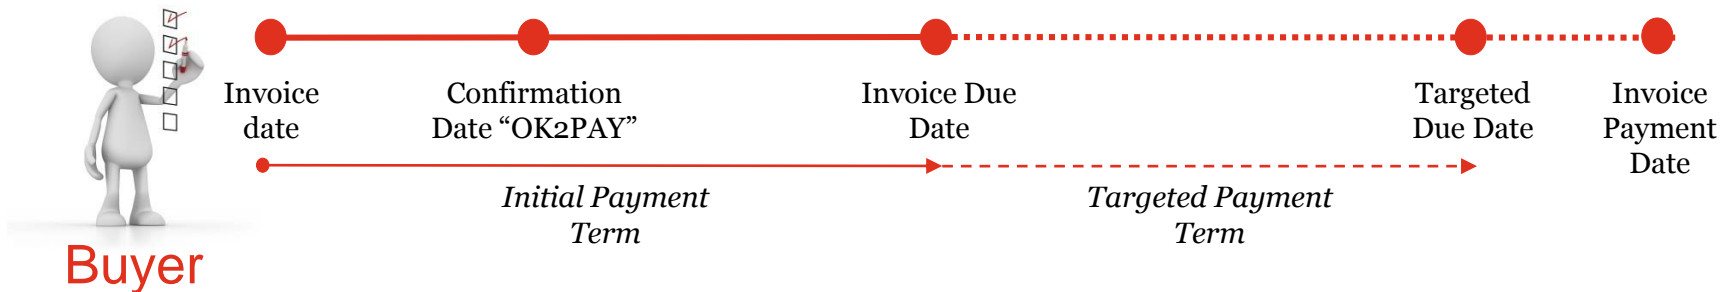 Invoice
date
Confirmation
Date “OK2PAY”
Invoice Due
Date
Targeted
Due Date
Invoice
Payment
Date
Initial Payment
Term
Targeted Payment
Term
Buyer